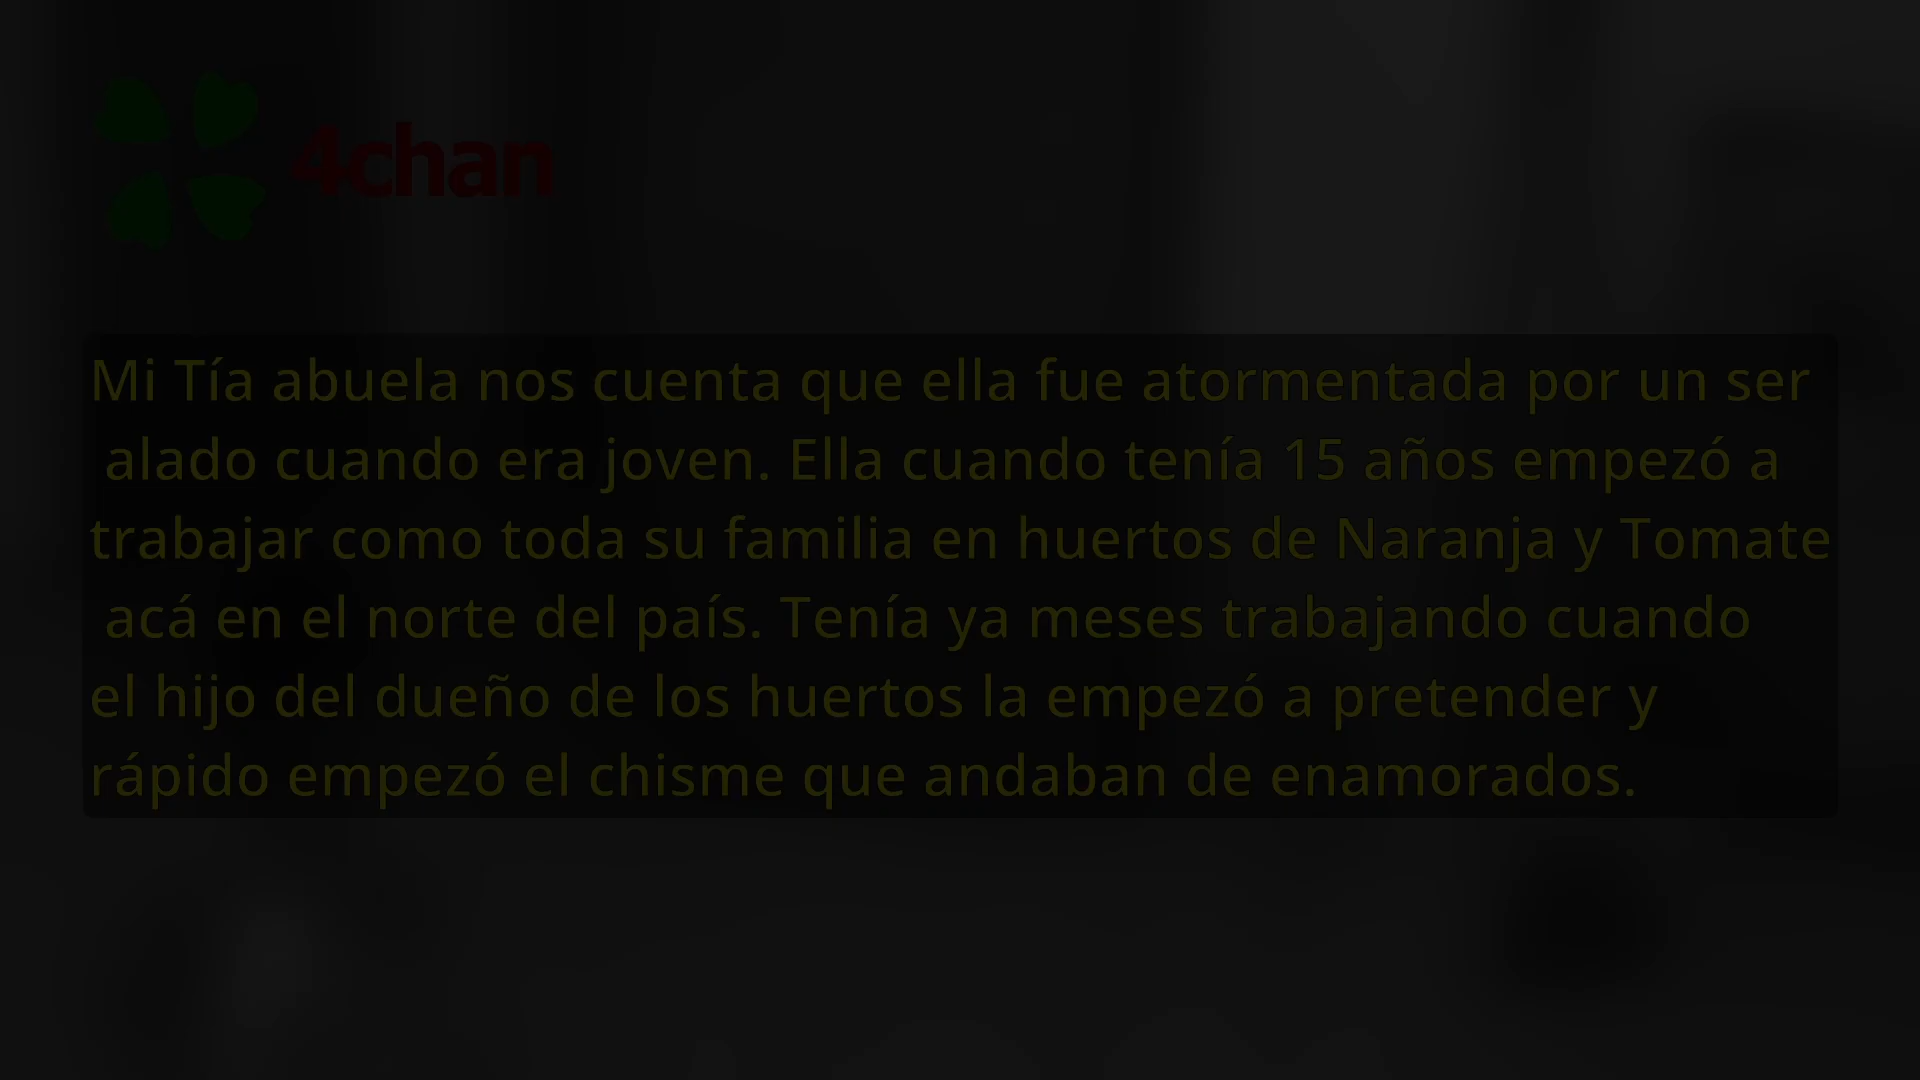 4chan
Mi Tía abuela nos cuenta que ella fue atormentada por un ser
alado cuando era joven. Ella cuando tenía 15 años empezó a
trabajar como toda su familia en huertos de Naranja y Tomate
acá en el norte del país. Tenía ya meses trabajando cuando
el hijo del dueño de los huertos la empezó a pretender y
rápido empezó el chisme que andaban de enamorados.